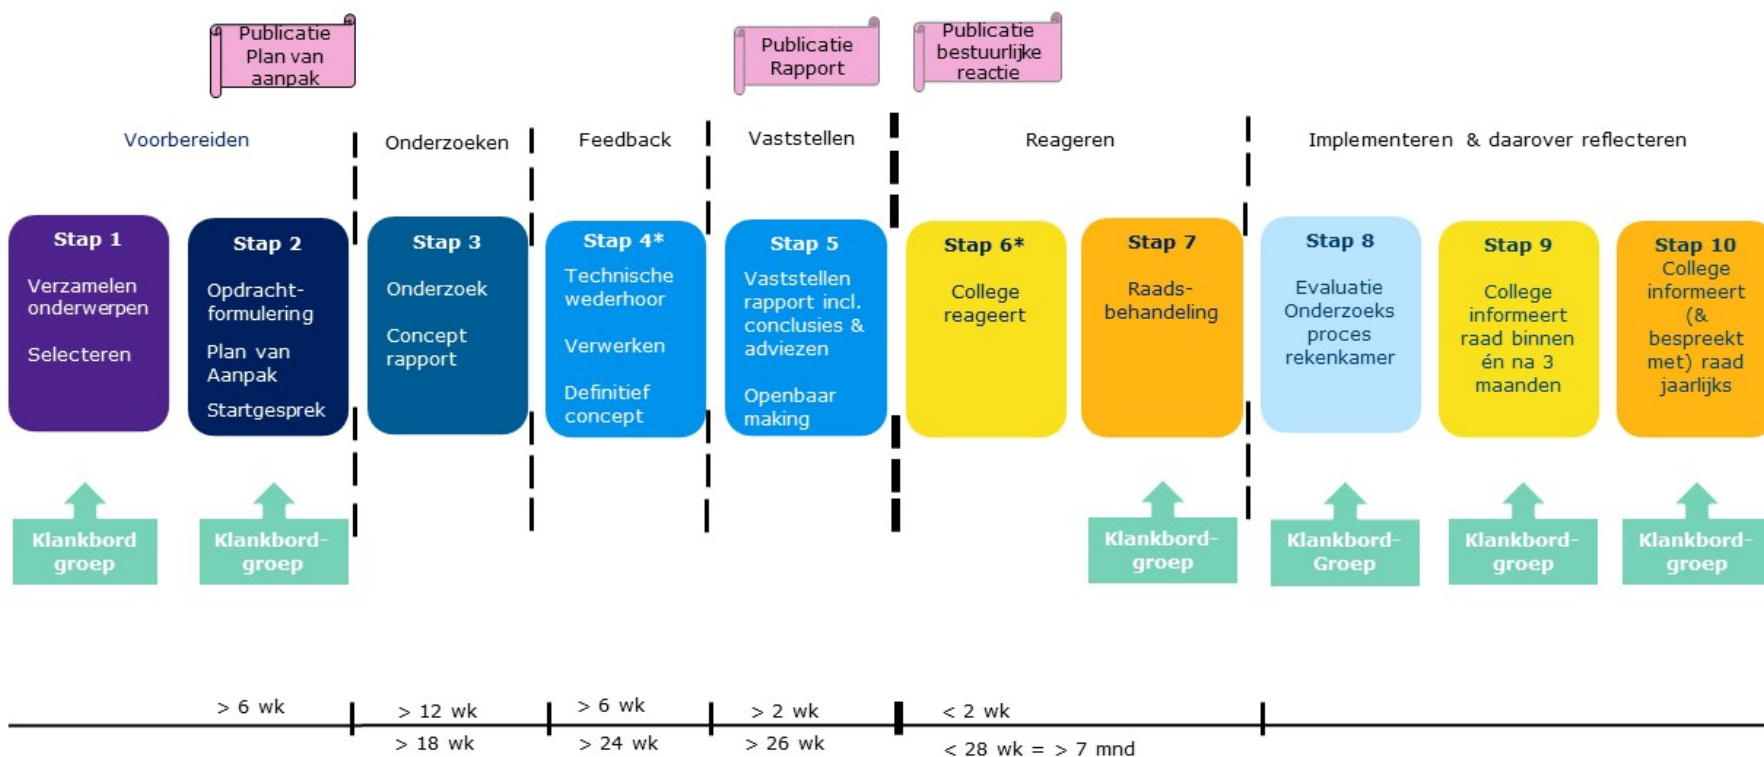 Publicatie
Plan van
aanpak
Publicatie
Rapport
Publicatie
bestuurlijke
reactie
Voorbereiden
Onderzoeken
Feedback
Vaststellen
Reageren
Implementeren & daarover reflecteren
Stap 1
Verzamelen
onderwerpen
Selecteren
Stap 2
Opdracht-
formulering
Plan van
Aanpak
Startgesprek
Stap 3
Onderzoek
Concept
rapport
Stap 4*
Technische
wederhoor
Verwerken
Definitief
concept
Stap 5
Vaststellen
rapport incl.
conclusies &
adviezen
Openbaar
making
Stap 6*
College
reageert
Stap 7
Raads-
behandeling
Stap 8
Evaluatie
Onderzoeks
proces
rekenkamer
Stap 9
College
informeert
raad binnen
én na 3
maanden
Stap 10
College
informeert
(&
bespreekt
met) raad
jaarlijks
Klankbord
groep
Klankbord-
groep
Klankbord-
groep
Klankbord-
Groep
Klankbord-
groep
Klankbord-
groep
> 6 wk
> 12 wk
> 6 wk
> 2 wk
< 2 wk
> 18 wk
> 24 wk
> 26 wk
< 28 wk = > 7 mnd